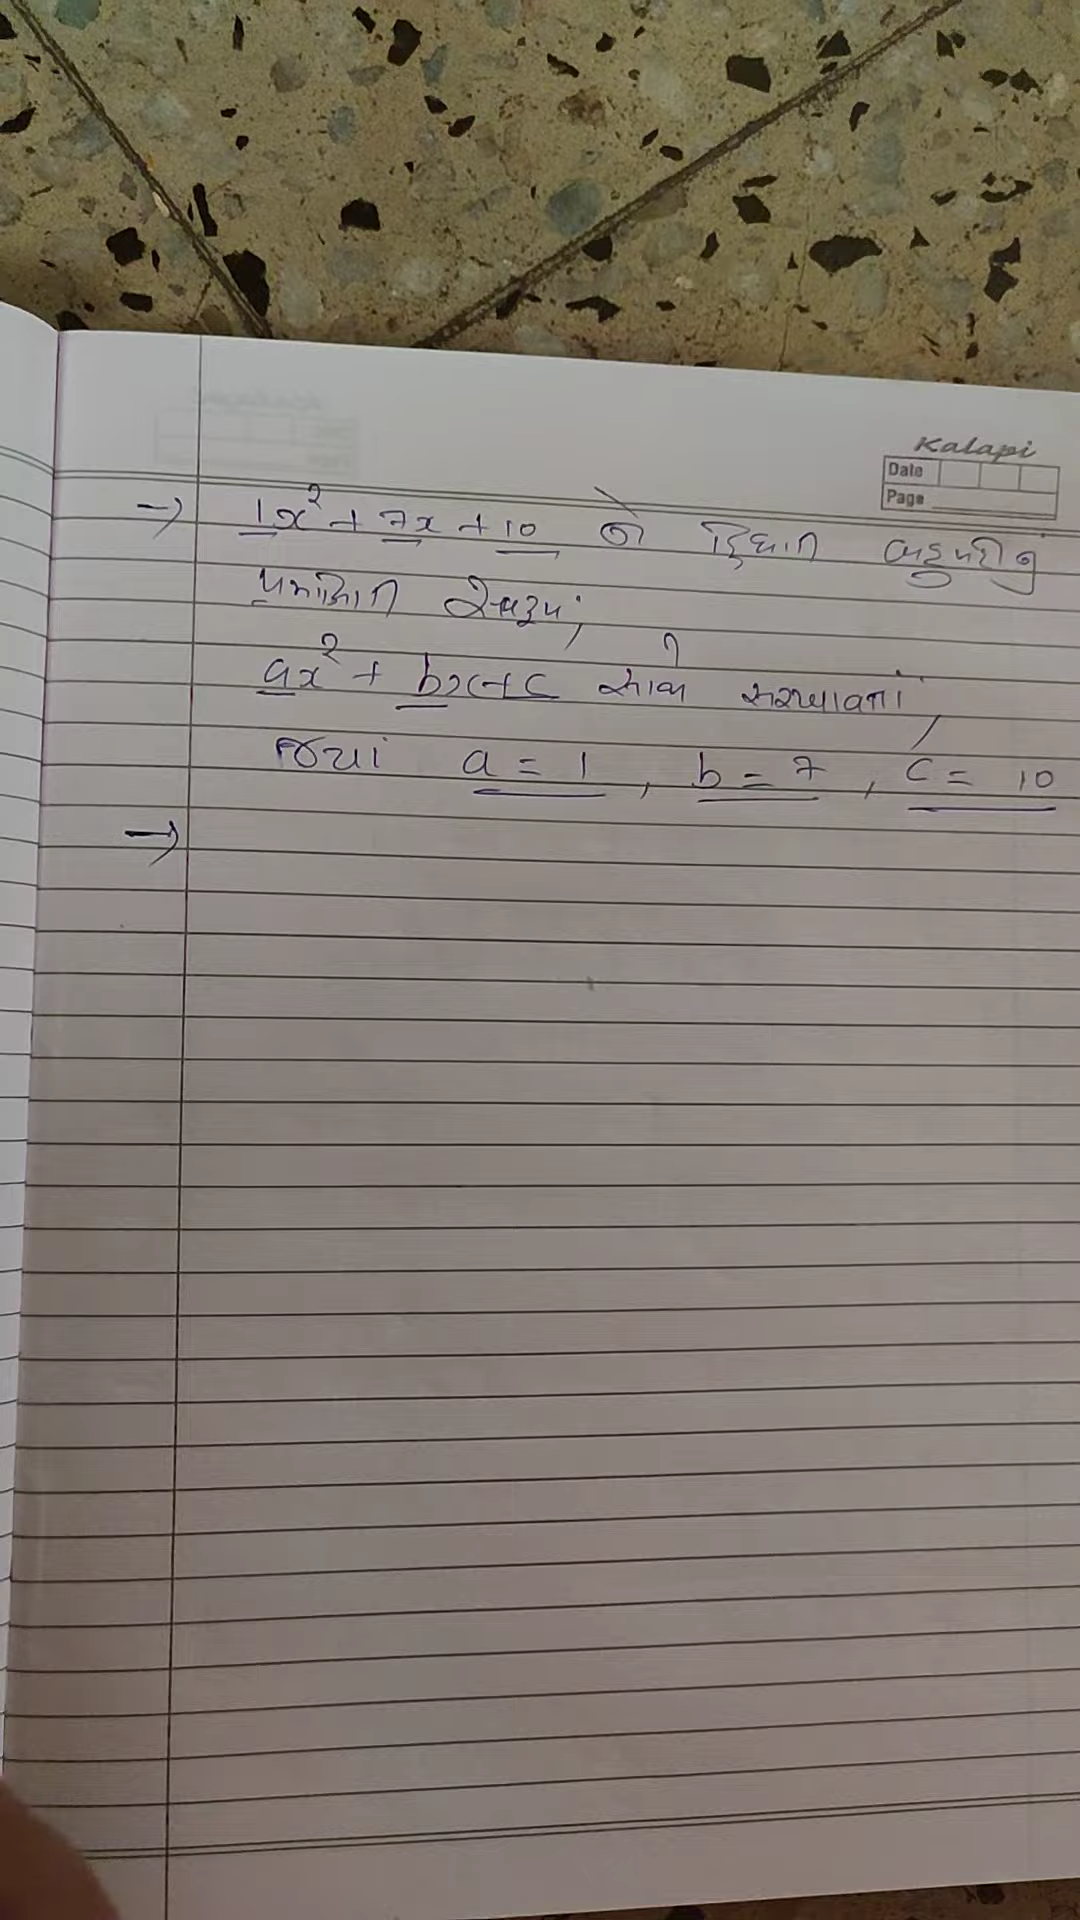 Kalapi
Date
Page
→ 1x² + 7x + 10 ને દ્વિઘાત બહુપદીનું
પ્રમાણિત સ્વરૂપ,
ax² + bx + c સાથે સરખાવતાં,
જ્યાં a = 1, b = 7, c = 10
→